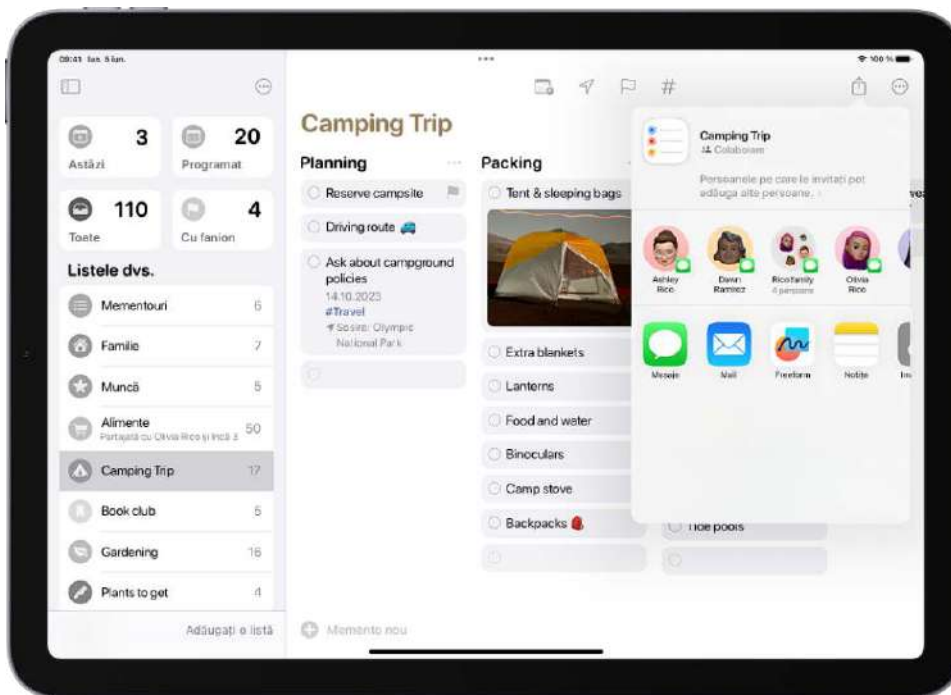 09:41 lun. 5 iun.
100 %
3
Astăzi
20
Programat
110
Toate
4
Cu fanion
Listele dvs.
Mementouri 6
Familie 7
Muncă 5
Alimente 50
Partajată cu Olivia Rico și încă 3
Camping Trip 17
Book club 5
Gardening 16
Plants to get 4
Adăugați o listă
Camping Trip
Planning
Reserve campsite
Driving route 🚙
Ask about campground
policies
14.10.2023
#Travel
Sosire: Olympic
National Park
Memento nou
Packing
Tent & sleeping bags
Extra blankets
Lanterns
Food and water
Binoculars
Camp stove
Backpacks 🎒
Tide pools
Camping Trip
Colaborare
Persoanele pe care le invitați pot
adăuga alte persoane. ›
Ashley
Rico
Dawn
Ramirez
Rico family
4 persoane
Olivia
Rico
Mesaje
Mail
Freeform
Notițe